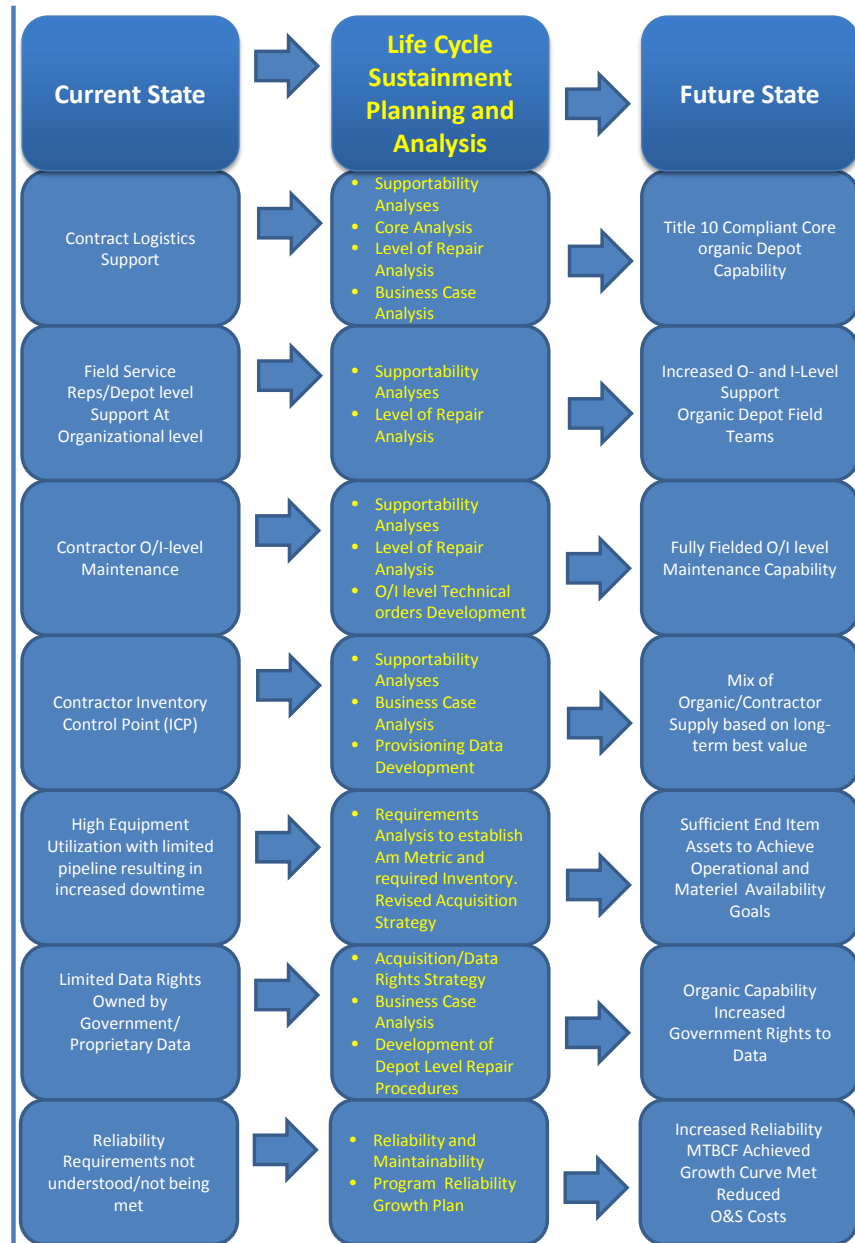 Current State
Life Cycle
Sustainment
Planning and
Analysis
Future State
Contract Logistics
Support
• Supportability
Analyses
• Core Analysis
• Level of Repair
Analysis
• Business Case
Analysis
Title 10 Compliant Core
organic Depot
Capability
Field Service
Reps/Depot level
Support At
Organizational level
• Supportability
Analyses
• Level of Repair
Analysis
Increased O- and I-Level
Support
Organic Depot Field
Teams
Contractor O/I-level
Maintenance
• Supportability
Analyses
• Level of Repair
Analysis
• O/I level Technical
orders Development
Fully Fielded O/I level
Maintenance Capability
Contractor Inventory
Control Point (ICP)
• Supportability
Analyses
• Business Case
Analysis
• Provisioning Data
Development
Mix of
Organic/Contractor
Supply based on long-
term best value
High Equipment
Utilization with limited
pipeline resulting in
increased downtime
• Requirements
Analysis to establish
Am Metric and
required Inventory.
Revised Acquisition
Strategy
Sufficient End Item
Assets to Achieve
Operational and
Materiel Availability
Goals
Limited Data Rights
Owned by
Government/
Proprietary Data
• Acquisition/Data
Rights Strategy
• Business Case
Analysis
• Development of
Depot Level Repair
Procedures
Organic Capability
Increased
Government Rights to
Data
Reliability
Requirements not
understood/not being
met
• Reliability and
Maintainability
• Program Reliability
Growth Plan
Increased Reliability
MTBCF Achieved
Growth Curve Met
Reduced
O&S Costs